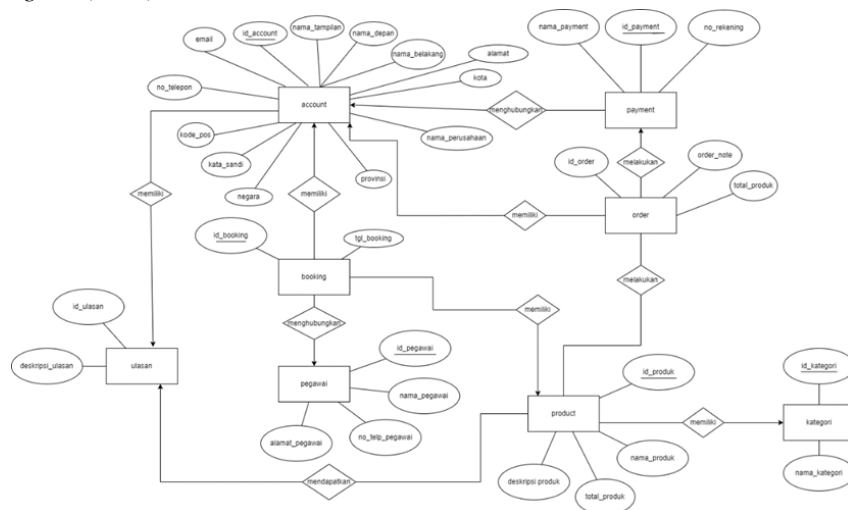 nama_tampilan
id_account
nama_depan
email
nama_belakang
alamat
kota
no_telepon
account
kode_pos
kata_sandi
negara
provinsi
nama_perusahaan
menghubungkan
nama_payment
id_payment
no_rekening
payment
melakukan
id_order
order_note
total_produk
order
memiliki
memiliki
memiliki
melakukan
id_booking
tgl_booking
booking
memiliki
menghubungkan
id_ulasan
deskripsi_ulasan
ulasan
id_pegawai
pegawai
nama_pegawai
alamat_pegawai
no_telp_pegawai
id_produk
product
nama_produk
deskripsi produk
total_produk
memiliki
id_kategori
kategori
nama_kategori
mendapatkan